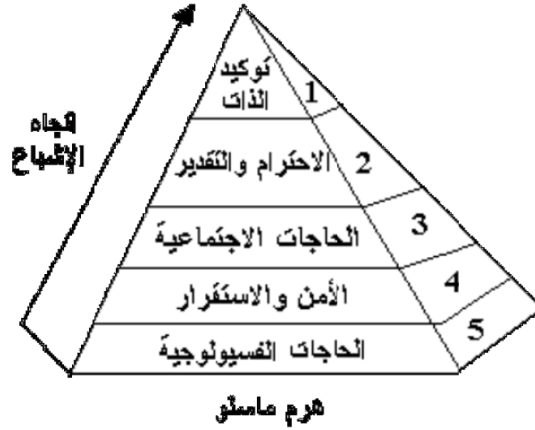 توكيد
الذات
1
اتجاه
الإشباع
الاحترام والتقدير
2
الحاجات الاجتماعية
3
الأمن والاستقرار
4
الحاجات الفسيولوجية
5
هرم ماسلو